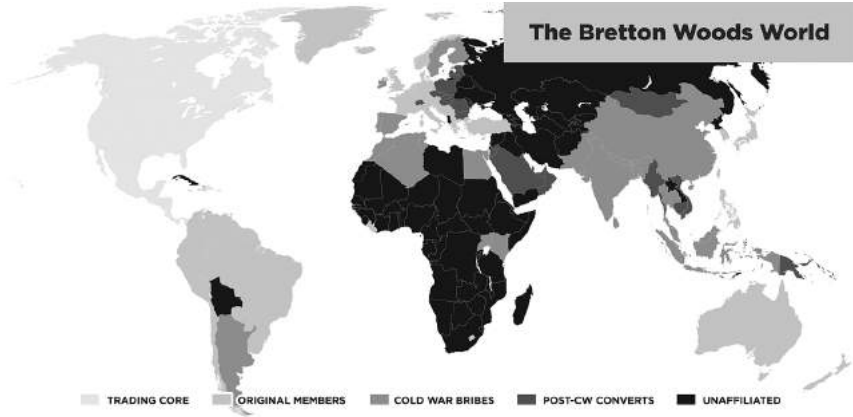 The Bretton Woods World
TRADING CORE ORIGINAL MEMBERS COLD WAR BRIBES POST-CW CONVERTS UNAFFILIATED